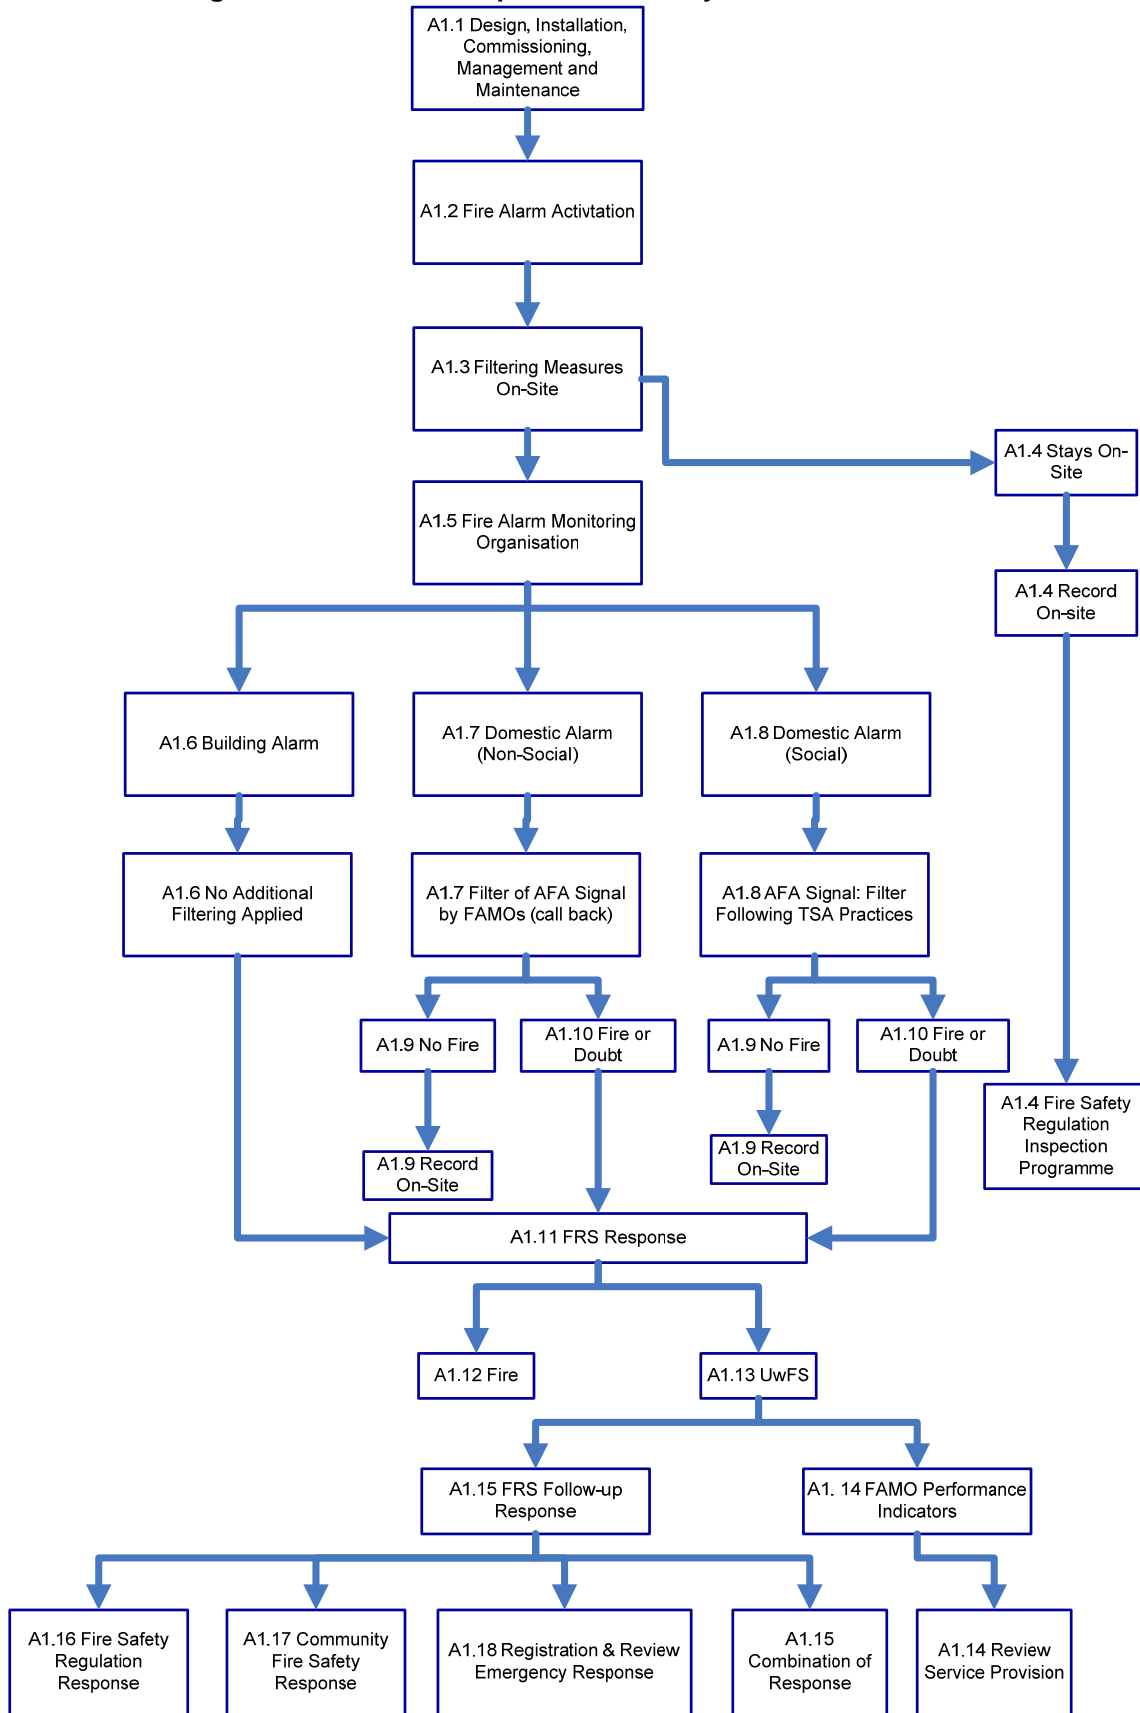 A1.1 Design, Installation,
Commissioning,
Management and
Maintenance
A1.2 Fire Alarm Activtation
A1.3 Filtering Measures
On-Site
A1.4 Stays On-
Site
A1.5 Fire Alarm Monitoring
Organisation
A1.4 Record
On-site
A1.6 Building Alarm
A1.7 Domestic Alarm
(Non-Social)
A1.8 Domestic Alarm
(Social)
A1.6 No Additional
Filtering Applied
A1.7 Filter of AFA Signal
by FAMOs (call back)
A1.8 AFA Signal: Filter
Following TSA Practices
A1.9 No Fire
A1.10 Fire or
Doubt
A1.9 No Fire
A1.10 Fire or
Doubt
A1.4 Fire Safety
Regulation
Inspection
Programme
A1.9 Record
On-Site
A1.9 Record
On-Site
A1.11 FRS Response
A1.12 Fire
A1.13 UwFS
A1.15 FRS Follow-up
Response
A1. 14 FAMO Performance
Indicators
A1.16 Fire Safety
Regulation
Response
A1.17 Community
Fire Safety
Response
A1.18 Registration & Review
Emergency Response
A1.15
Combination of
Response
A1.14 Review
Service Provision